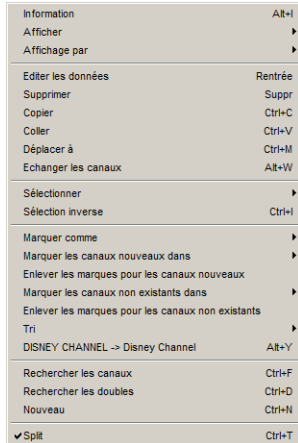 Information Alt+I
Afficher
Affichage par
Editer les données Rentrée
Supprimer Suppr
Copier Ctrl+C
Coller Ctrl+V
Déplacer à Ctrl+M
Echanger les canaux Alt+W
Sélectionner
Sélection inverse Ctrl+I
Marquer comme
Marquer les canaux nouveaux dans
Enlever les marques pour les canaux nouveaux
Marquer les canaux non existants dans
Enlever les marques pour les canaux non existants
Tri
DISNEY CHANNEL -> Disney Channel Alt+Y
Rechercher les canaux Ctrl+F
Rechercher les doubles Ctrl+D
Nouveau Ctrl+N
Split Ctrl+T